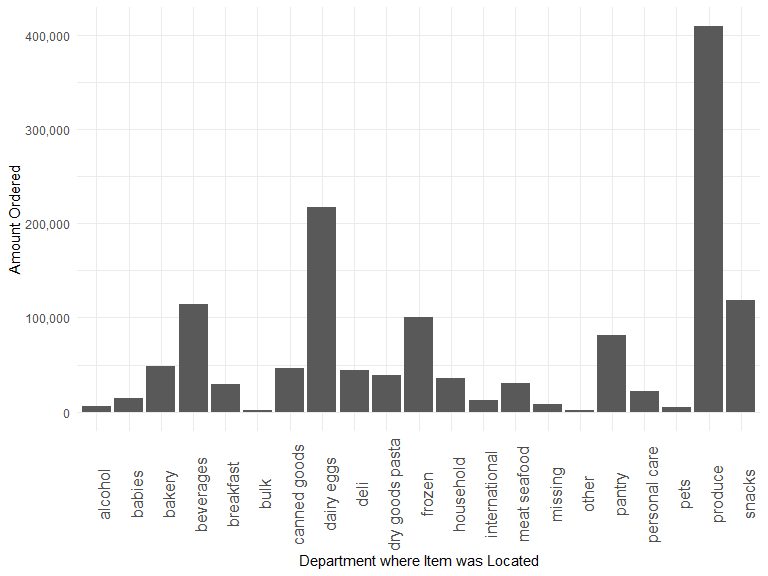 Amount Ordered
400,000
300,000
200,000
100,000
0
alcohol
babies
bakery
beverages
breakfast
bulk
canned goods
dairy eggs
deli
dry goods pasta
frozen
household
international
meat seafood
missing
other
pantry
personal care
pets
produce
snacks
Department where Item was Located